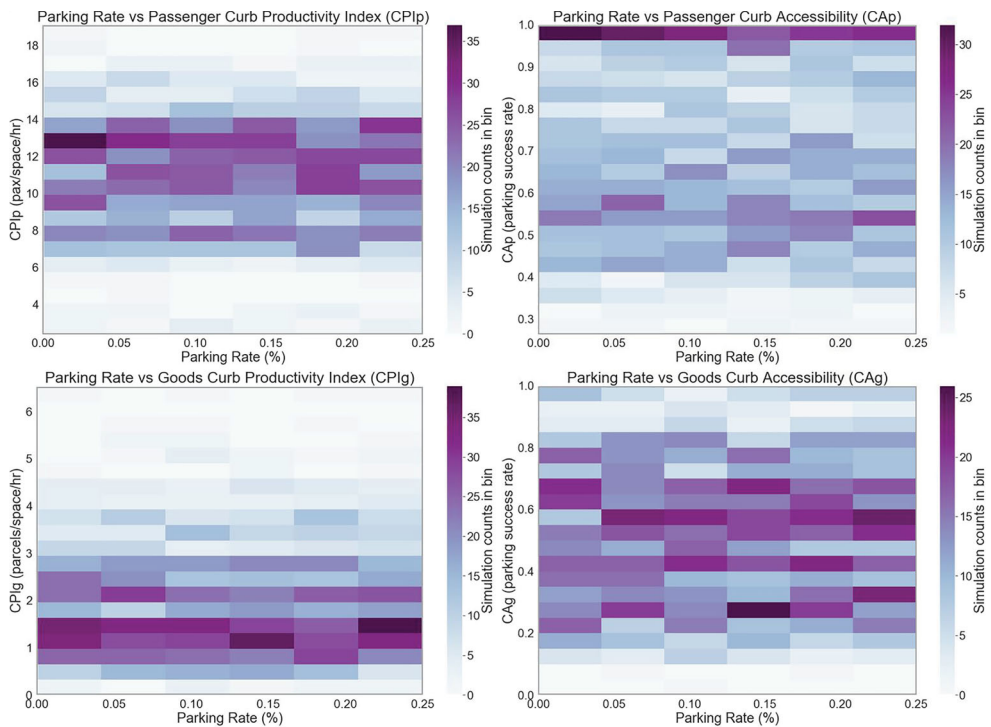 Parking Rate vs Passenger Curb Productivity Index (CPIp)
CPIp (pax/space/hr)
18
16
14
12
10
8
6
4
0.00 0.05 0.10 0.15 0.20 0.25
Parking Rate (%)
35
30
25
20
15
10
5
0
Simulation counts in bin
Parking Rate vs Passenger Curb Accessibility (CAp)
CAp (parking success rate)
1.0
0.9
0.8
0.7
0.6
0.5
0.4
0.3
0.00 0.05 0.10 0.15 0.20 0.25
Parking Rate (%)
30
25
20
15
10
5
Simulation counts in bin
Parking Rate vs Goods Curb Productivity Index (CPIg)
CPIg (parcels/space/hr)
6
5
4
3
2
1
0
0.00 0.05 0.10 0.15 0.20 0.25
Parking Rate (%)
35
30
25
20
15
10
5
0
Simulation counts in bin
Parking Rate vs Goods Curb Accessibility (CAg)
CAg (parking success rate)
1.0
0.8
0.6
0.4
0.2
0.0
0.00 0.05 0.10 0.15 0.20 0.25
Parking Rate (%)
25
20
15
10
5
0
Simulation counts in bin